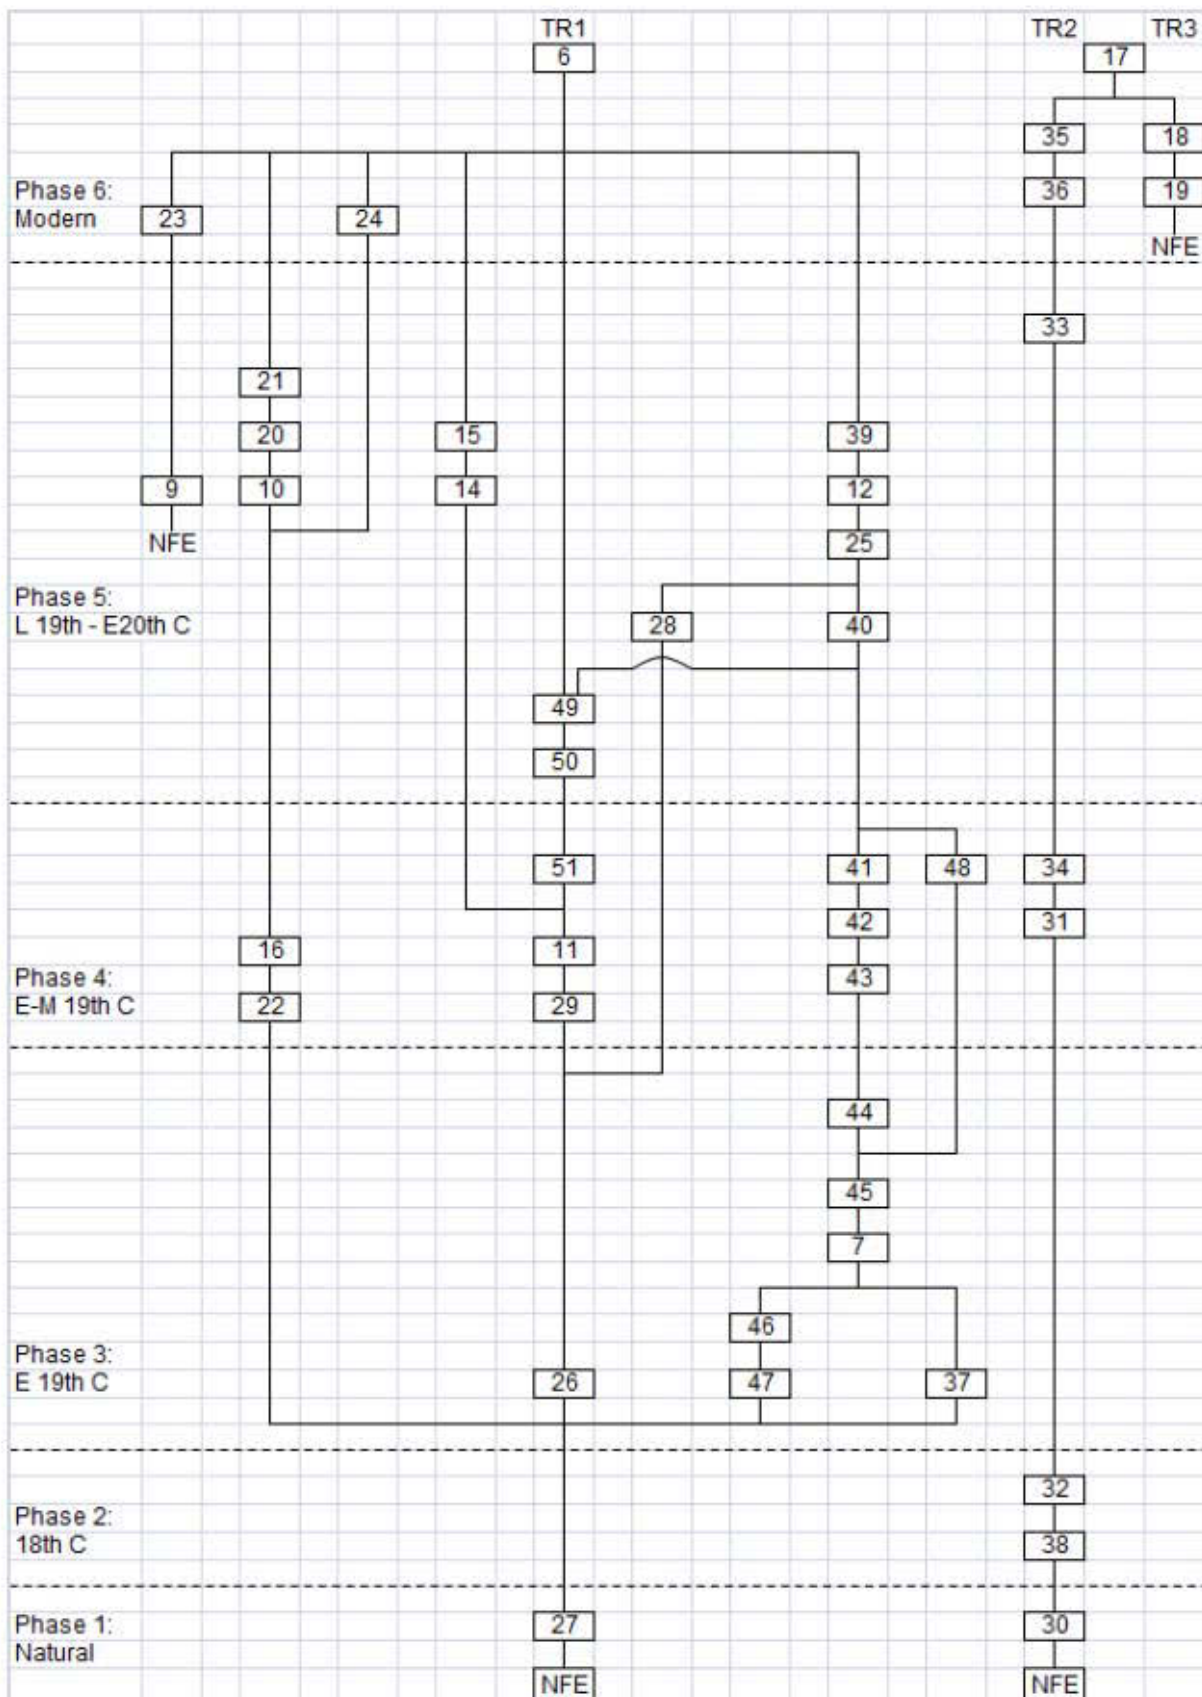 TR1 TR2 TR3
6 17
35 18
Phase 6: 36 19
Modern 23 24
NFE
33
21
20 15 39
9 10 14 12
NFE 25
Phase 5:
L 19th - E20th C 28 40
49
50
51 41 48 34
42 31
16 11
Phase 4: 43
E-M 19th C 22 29
44
45
7
46
Phase 3:
E 19th C 26 47 37
32
Phase 2:
18th C 38
Phase 1: 27 30
Natural
NFE NFE